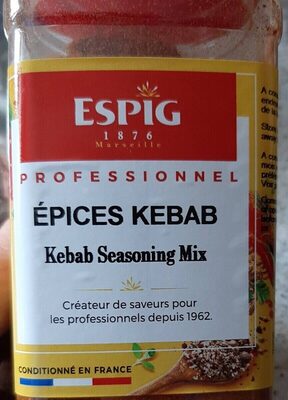 ESPIG
1876
Marseille
PROFESSIONNEL
ÉPICES KEBAB
Kebab Seasoning Mix
Créateur de saveurs pour
les professionnels depuis 1962.
CONDITIONNÉ EN FRANCE